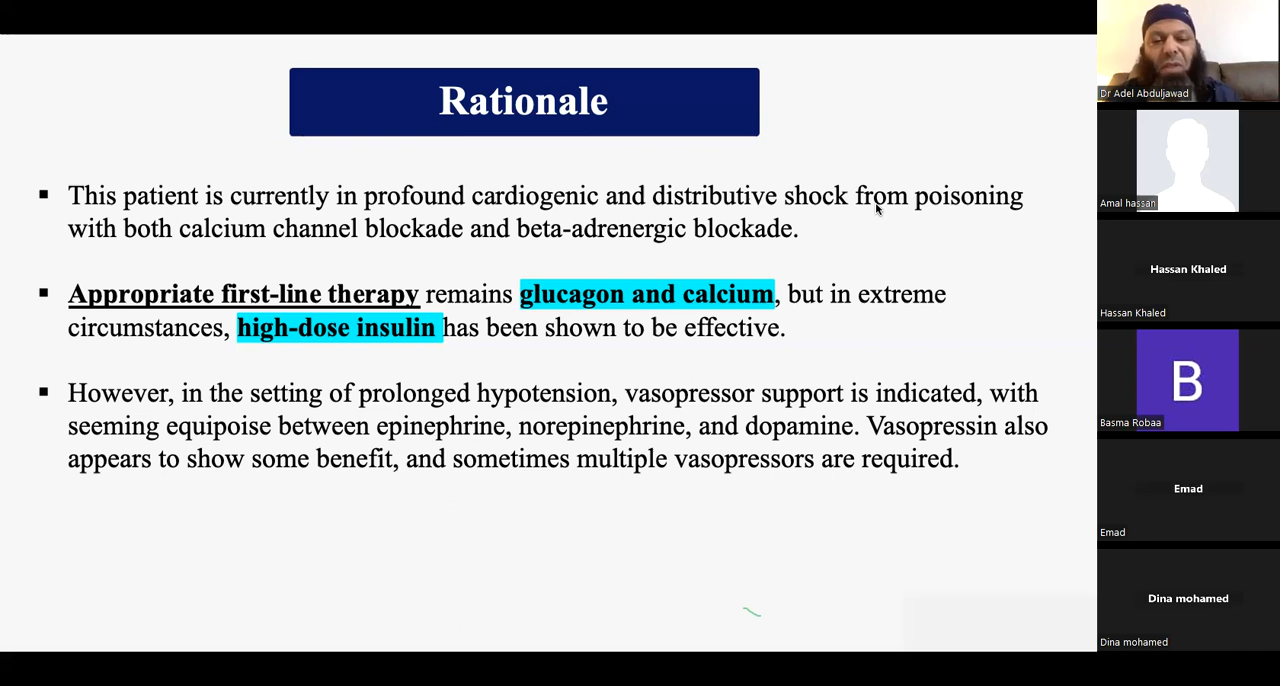 Rationale
▪ This patient is currently in profound cardiogenic and distributive shock from poisoning
with both calcium channel blockade and beta-adrenergic blockade.
▪ Appropriate first-line therapy remains glucagon and calcium, but in extreme
circumstances, high-dose insulin has been shown to be effective.
▪ However, in the setting of prolonged hypotension, vasopressor support is indicated, with
seeming equipoise between epinephrine, norepinephrine, and dopamine. Vasopressin also
appears to show some benefit, and sometimes multiple vasopressors are required.
Dr Adel Abduljawad
Amal hassan
Hassan Khaled
Hassan Khaled
B
Basma Robaa
Emad
Emad
Dina mohamed
Dina mohamed